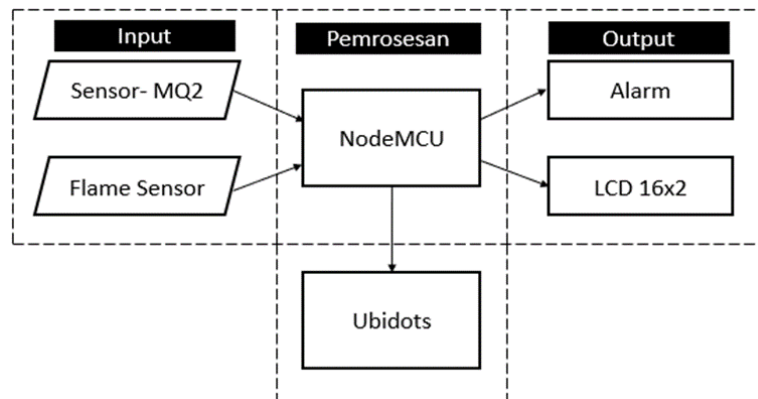 Input
Pemrosesan
Output
Sensor- MQ2
NodeMCU
Alarm
Flame Sensor
LCD 16x2
Ubidots